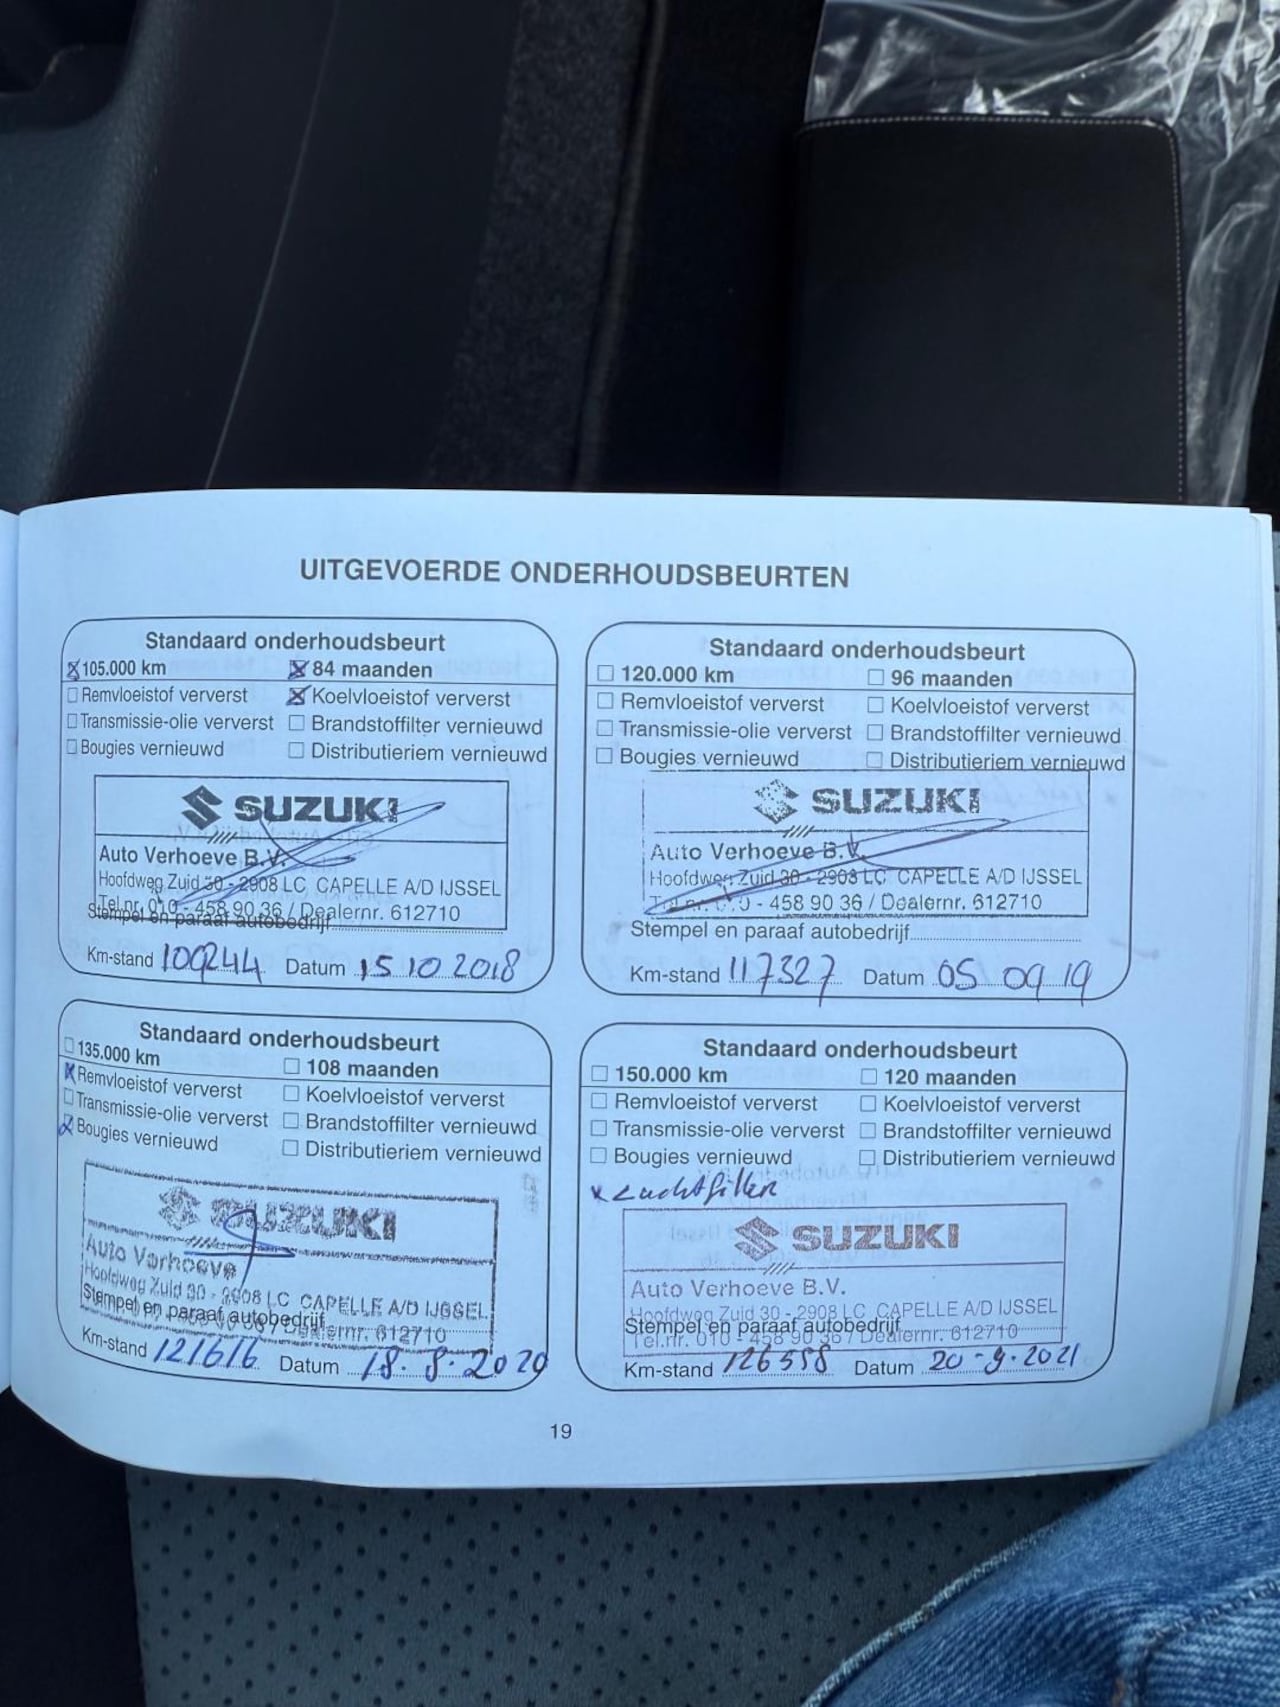 UITGEVOERDE ONDERHOUDSBEURTEN
Standaard onderhoudsbeurt
105.000 km 84 maanden
Remvloeistof ververst Koelvloeistof ververst
Transmissie-olie ververst Brandstoffilter vernieuwd
Bougies vernieuwd Distributieriem vernieuwd
SUZUKI
Auto Verhoeve B.V.
Hoofdweg Zuid 30 - 2908 LC CAPELLE A/D IJSSEL
Tel.nr. 010 - 458 90 36 / Dealernr. 612710
Stempel en paraaf autobedrijf
Km-stand 109244 Datum 15 10 2018
Standaard onderhoudsbeurt
120.000 km 96 maanden
Remvloeistof ververst Koelvloeistof ververst
Transmissie-olie ververst Brandstoffilter vernieuwd
Bougies vernieuwd Distributieriem vernieuwd
SUZUKI
Auto Verhoeve B.V.
Hoofdweg Zuid 30 - 2908 LC CAPELLE A/D IJSSEL
Tel.nr. 010 - 458 90 36 / Dealernr. 612710
Stempel en paraaf autobedrijf
Km-stand 117327 Datum 05 09 19
Standaard onderhoudsbeurt
135.000 km 108 maanden
Remvloeistof ververst Koelvloeistof ververst
Transmissie-olie ververst Brandstoffilter vernieuwd
Bougies vernieuwd Distributieriem vernieuwd
SUZUKI
Auto Verhoeve
Hoofdweg Zuid 30 - 2908 LC CAPELLE A/D IJSSEL
Stempel en paraaf autobedrijf
Dealernr. 612710
Km-stand 121616 Datum 18.8.2020
Standaard onderhoudsbeurt
150.000 km 120 maanden
Remvloeistof ververst Koelvloeistof ververst
Transmissie-olie ververst Brandstoffilter vernieuwd
Bougies vernieuwd Distributieriem vernieuwd
x Luchtfilter
SUZUKI
Auto Verhoeve B.V.
Hoofdweg Zuid 30 - 2908 LC CAPELLE A/D IJSSEL
Stempel en paraaf autobedrijf
Tel.nr. 010 - 458 90 36 / Dealernr. 612710
Km-stand 126558 Datum 20-9-2021
19